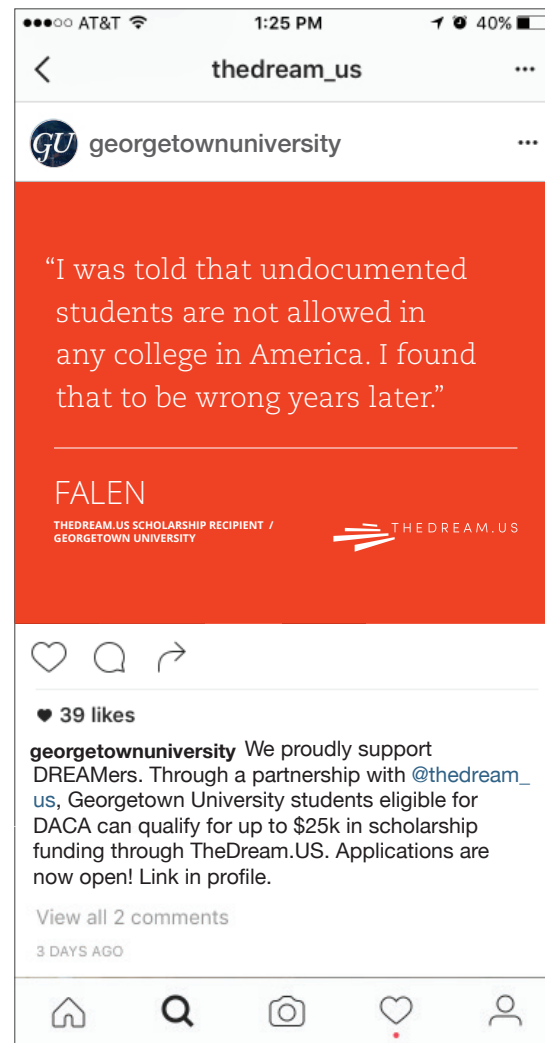 AT&T 1:25 PM 40%
thedream_us
GU georgetownuniversity
“I was told that undocumented
students are not allowed in
any college in America. I found
that to be wrong years later.”
FALEN
THEDREAM.US SCHOLARSHIP RECIPIENT /
GEORGETOWN UNIVERSITY
THEDREAM.US
39 likes
georgetownuniversity We proudly support
DREAMers. Through a partnership with @thedream_
us, Georgetown University students eligible for
DACA can qualify for up to $25k in scholarship
funding through TheDream.US. Applications are
now open! Link in profile.
View all 2 comments
3 DAYS AGO